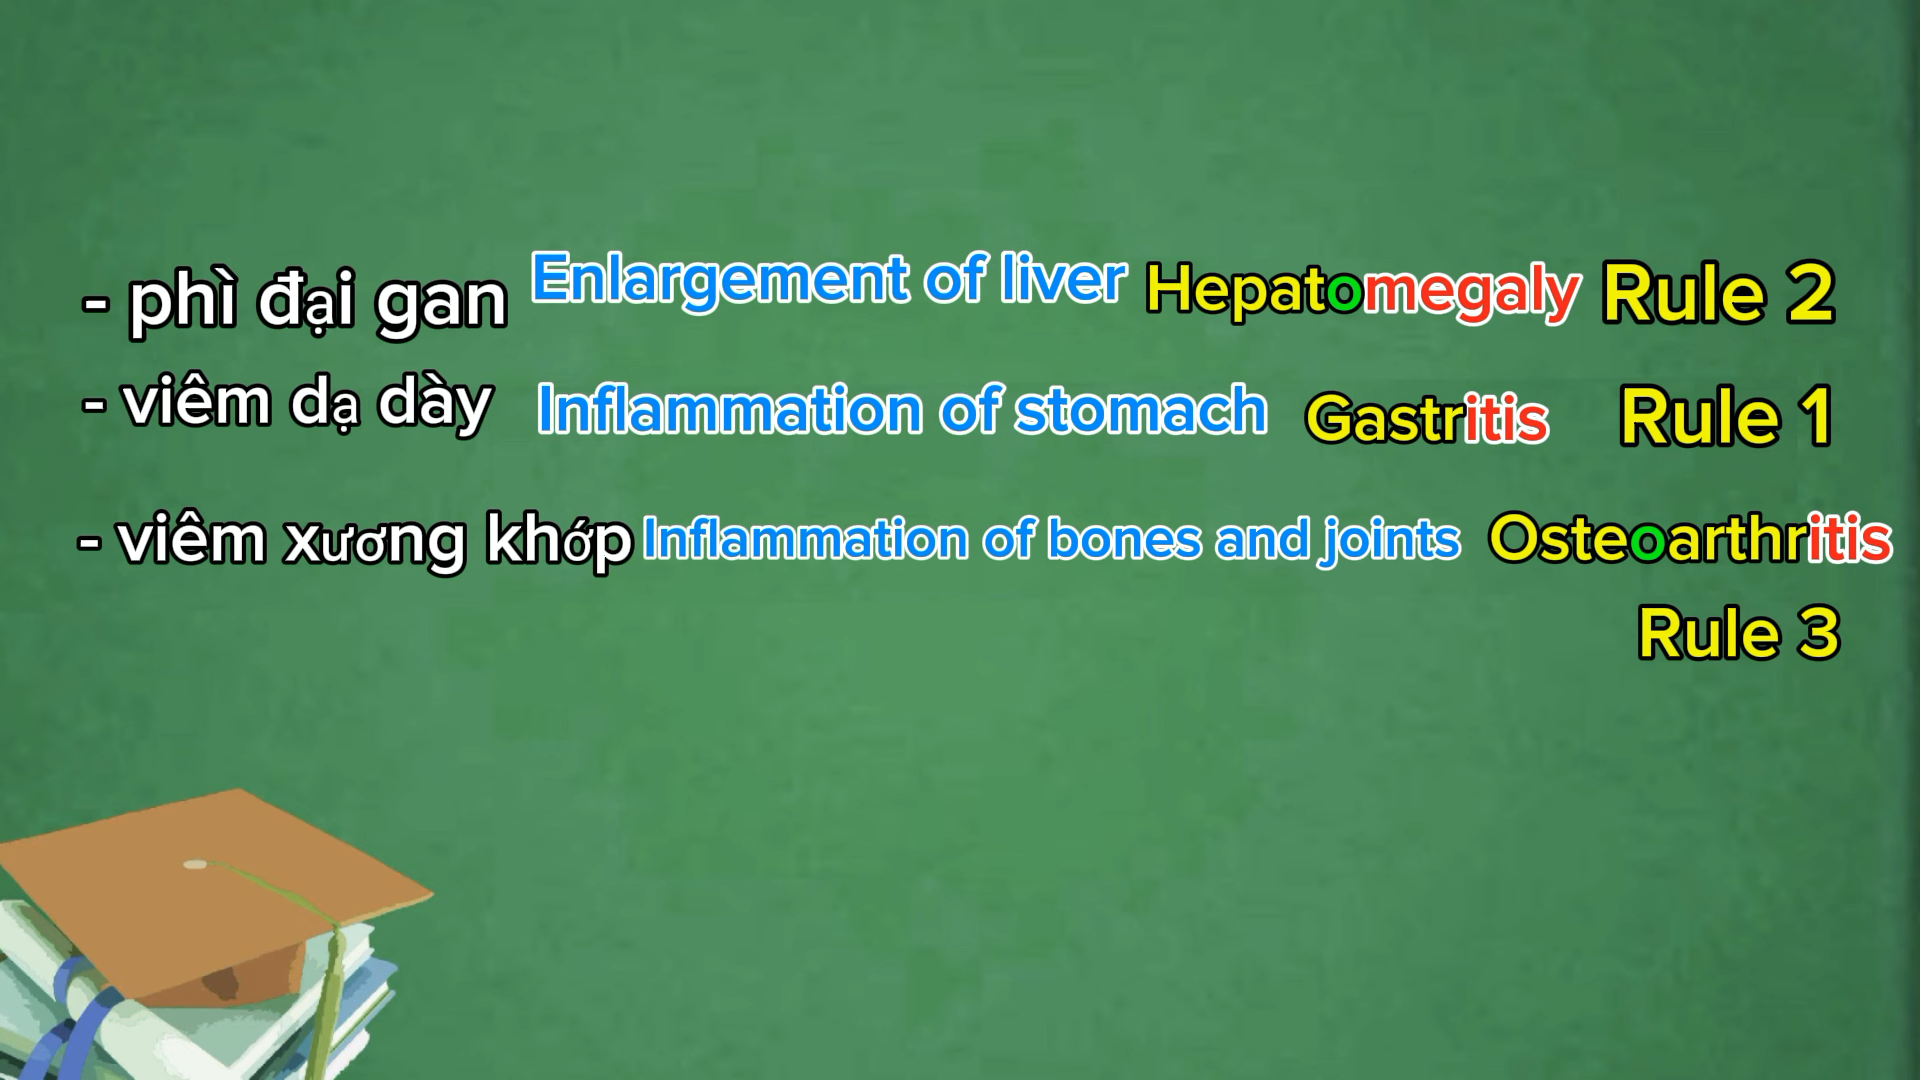 - phì đại gan Enlargement of liver Hepatomegaly Rule 2
- viêm dạ dày Inflammation of stomach Gastritis Rule 1
- viêm xương khớp Inflammation of bones and joints Osteoarthritis
Rule 3